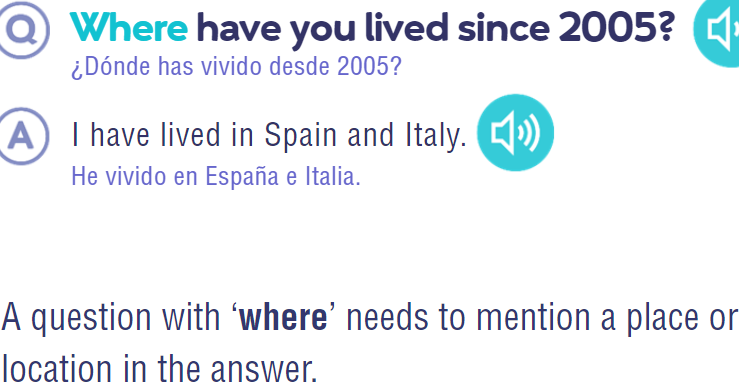 Q Where have you lived since 2005?
¿Dónde has vivido desde 2005?
A I have lived in Spain and Italy.
He vivido en España e Italia.
A question with ‘where’ needs to mention a place or
location in the answer.